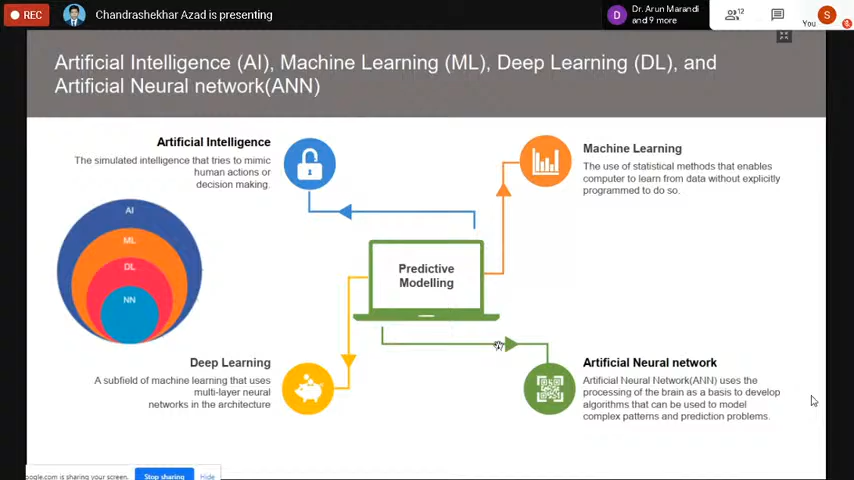 REC
Chandrashekhar Azad is presenting
D
Dr. Arun Marandi
and 9 more
12
S
You
Artificial Intelligence (AI), Machine Learning (ML), Deep Learning (DL), and
Artificial Neural network(ANN)
Artificial Intelligence
The simulated intelligence that tries to mimic
human actions or
decision making.
Machine Learning
The use of statistical methods that enables
computer to learn from data without explicitly
programmed to do so.
AI
ML
DL
NN
Predictive
Modelling
Deep Learning
A subfield of machine learning that uses
multi-layer neural
networks in the architecture
Artificial Neural network
Artificial Neural Network(ANN) uses the
processing of the brain as a basis to develop
algorithms that can be used to model
complex patterns and prediction problems.
oogle.com is sharing your screen.
Stop sharing
Hide